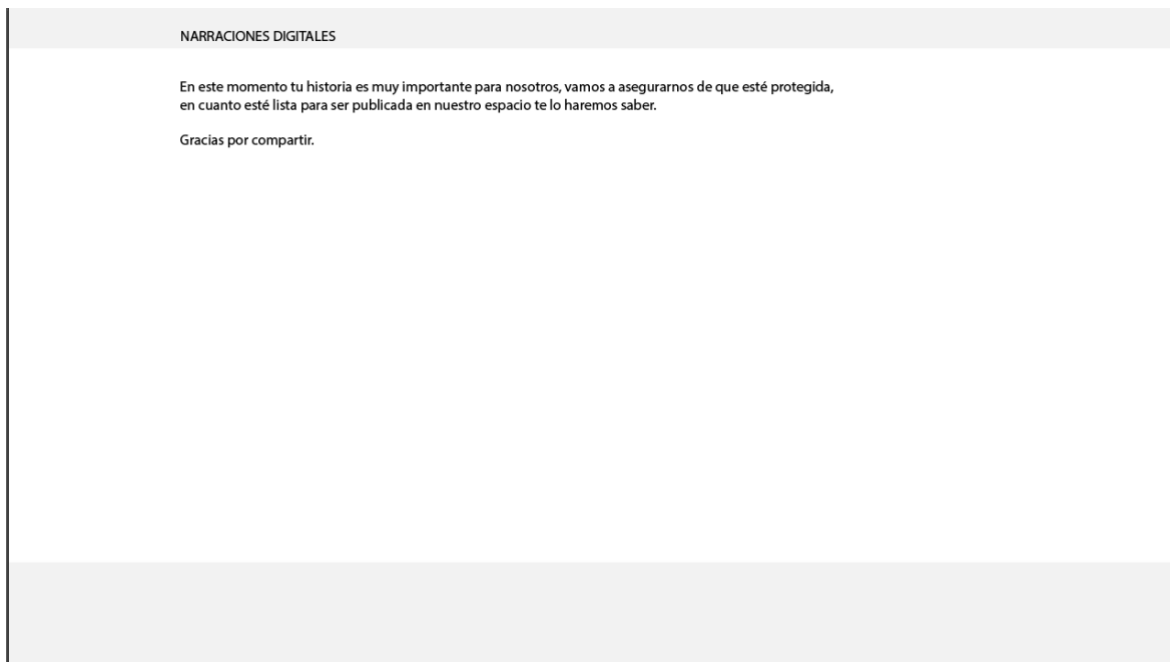 NARRACIONES DIGITALES
En este momento tu historia es muy importante para nosotros, vamos a asegurarnos de que esté protegida,
en cuanto esté lista para ser publicada en nuestro espacio te lo haremos saber.
Gracias por compartir.